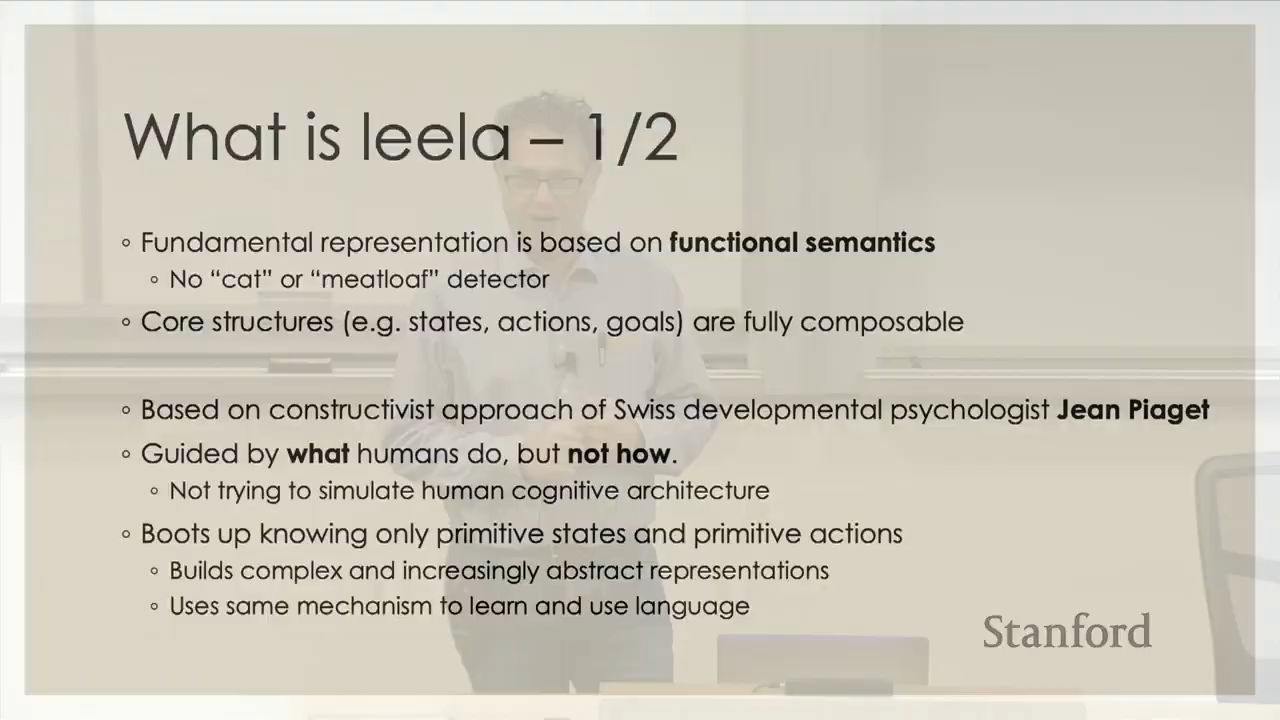 What is leela – 1/2
◦ Fundamental representation is based on functional semantics
◦ No “cat” or “meatloaf” detector
◦ Core structures (e.g. states, actions, goals) are fully composable
◦ Based on constructivist approach of Swiss developmental psychologist Jean Piaget
◦ Guided by what humans do, but not how.
◦ Not trying to simulate human cognitive architecture
◦ Boots up knowing only primitive states and primitive actions
◦ Builds complex and increasingly abstract representations
◦ Uses same mechanism to learn and use language
Stanford